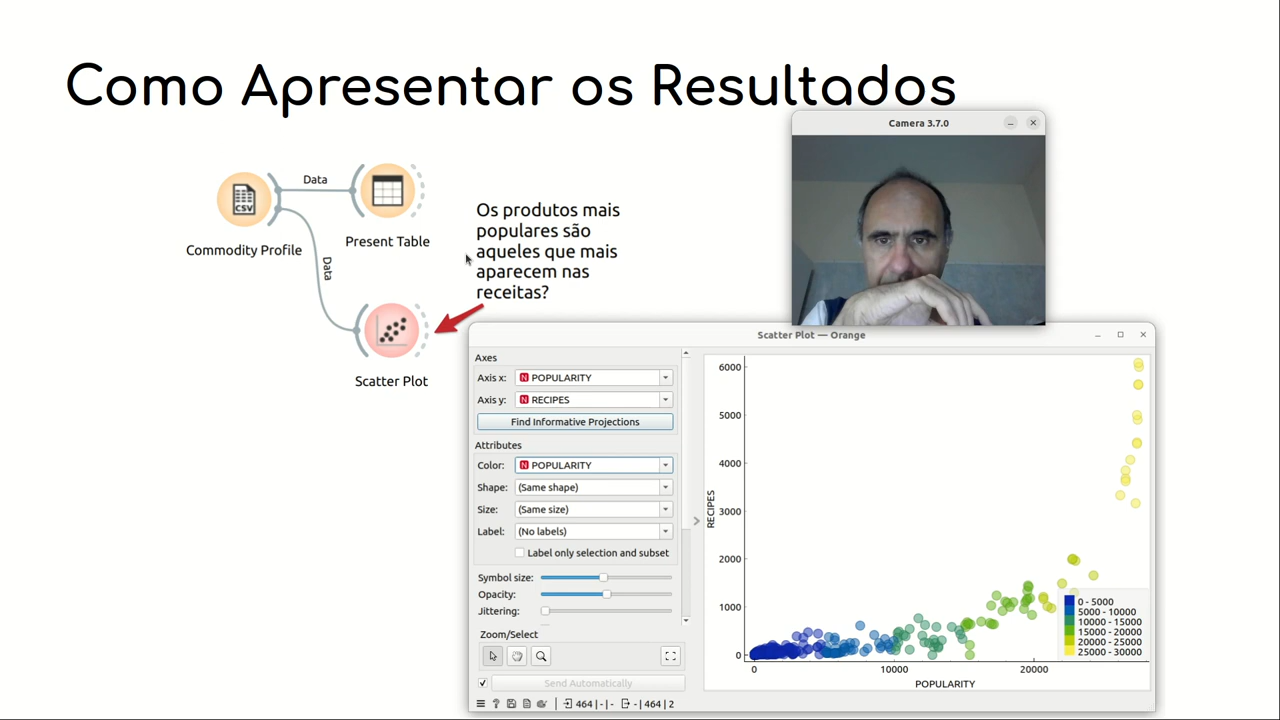 Como Apresentar os Resultados
Camera 3.7.0
Data
Commodity Profile
Present Table
Data
Os produtos mais
populares são
aqueles que mais
aparecem nas
receitas?
Scatter Plot
Scatter Plot — Orange
Axes
Axis x: N POPULARITY
Axis y: N RECIPES
Find Informative Projections
Attributes
Color: N POPULARITY
Shape: (Same shape)
Size: (Same size)
Label: (No labels)
Label only selection and subset
Symbol size:
Opacity:
Jittering:
Zoom/Select
Send Automatically
464 | - | - - | 464 | 2
RECIPES
6000
5000
4000
3000
2000
1000
0
0 10000 20000
POPULARITY
0 - 5000
5000 - 10000
10000 - 15000
15000 - 20000
20000 - 25000
25000 - 30000
CSV